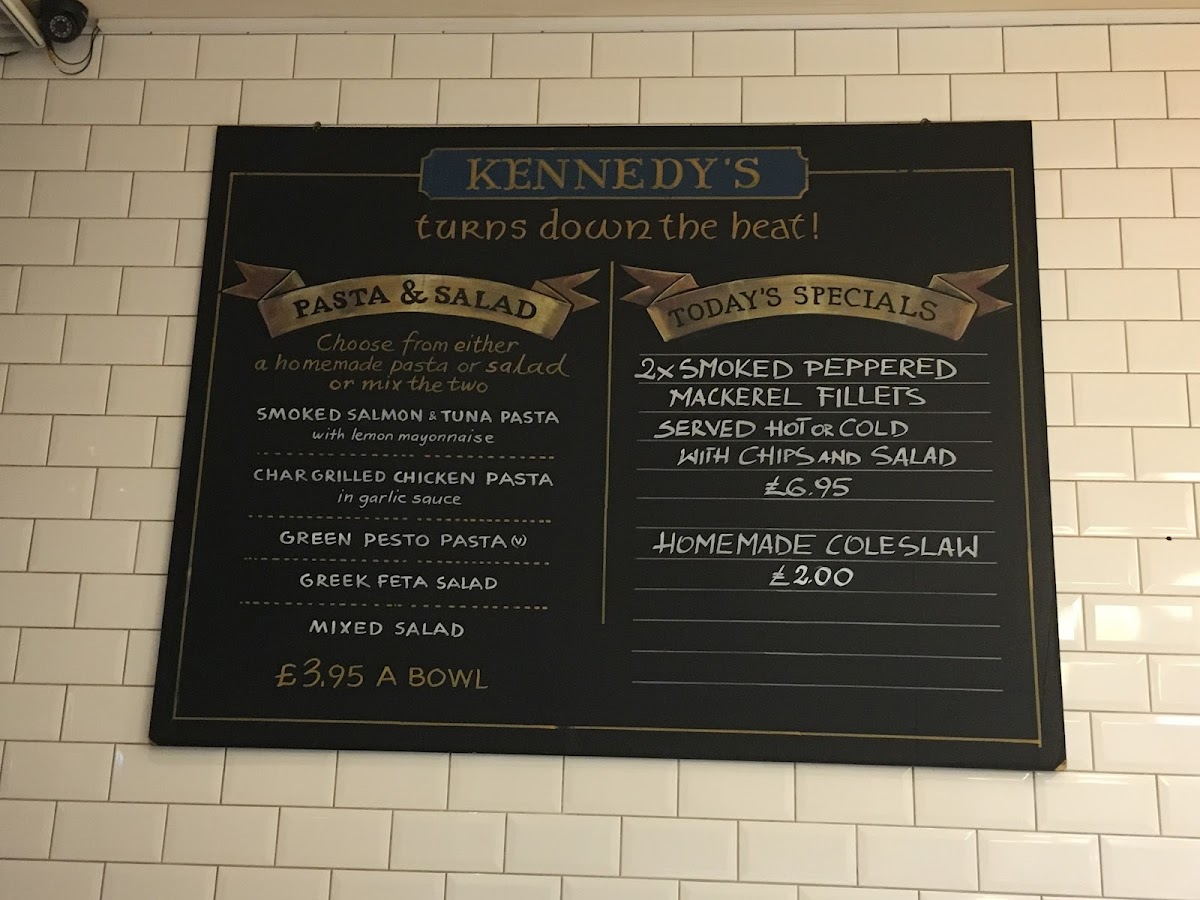 KENNEDY'S
turns down the heat!
PASTA & SALAD
Choose from either
a homemade pasta or salad
or mix the two
SMOKED SALMON & TUNA PASTA
with lemon mayonnaise
CHARGRILLED CHICKEN PASTA
in garlic sauce
GREEN PESTO PASTA (V)
GREEK FETA SALAD
MIXED SALAD
£3.95 A BOWL
TODAY'S SPECIALS
2x SMOKED PEPPERED
MACKEREL FILLETS
SERVED HOT OR COLD
WITH CHIPS AND SALAD
£6.95
HOMEMADE COLESLAW
£2.00